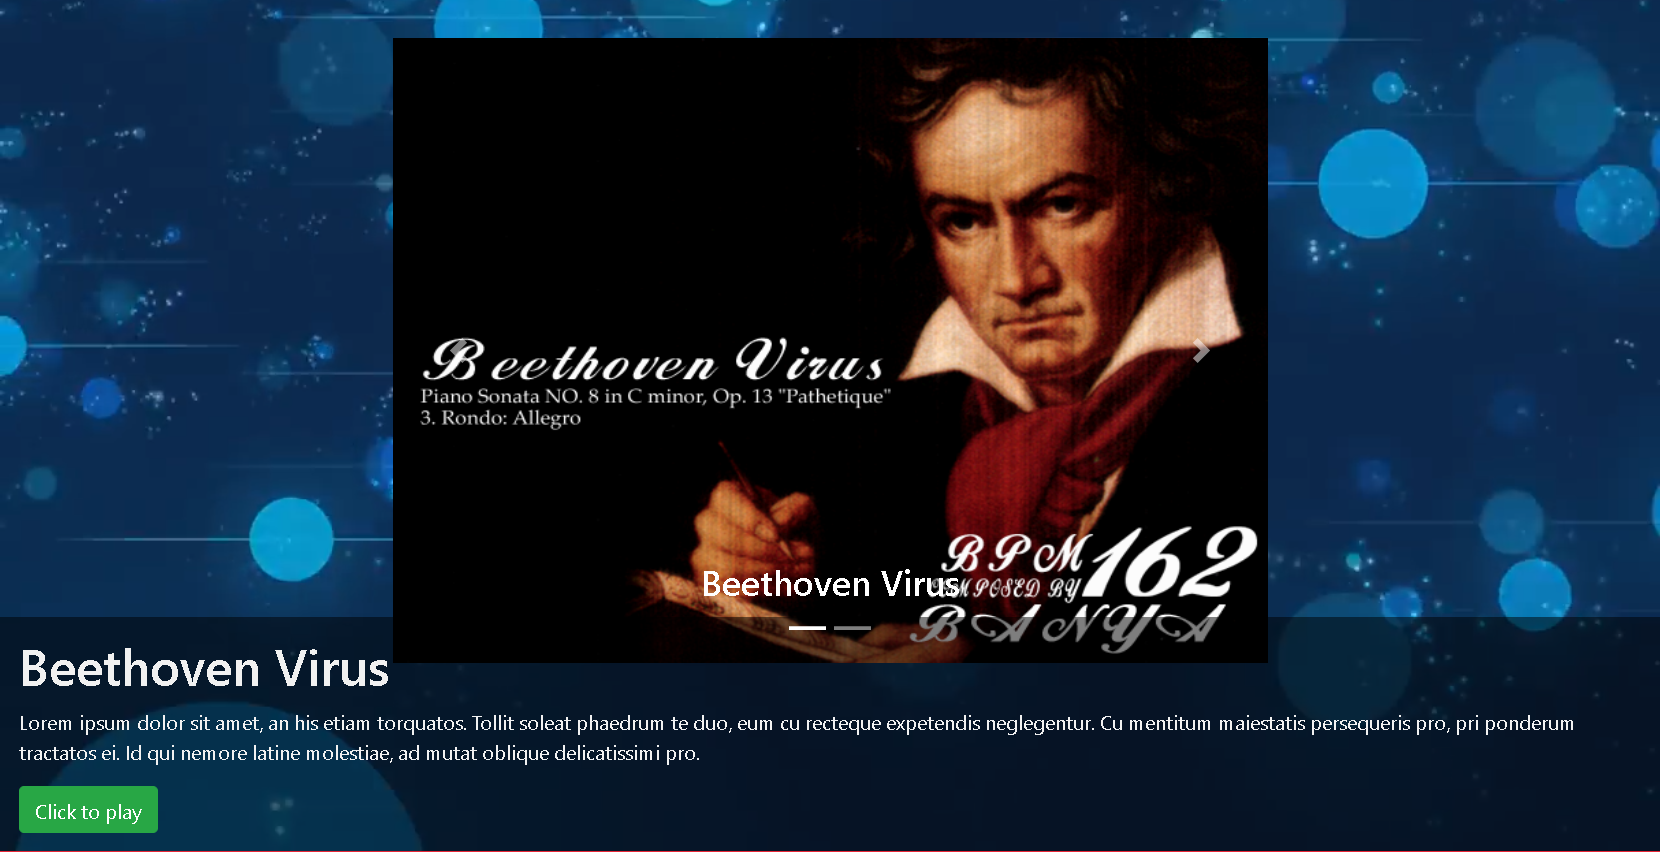 Beethoven Virus
Piano Sonata NO. 8 in C minor, Op. 13 "Pathetique"
3. Rondo: Allegro
BPM 162
COMPOSED BY
BANYA
Beethoven Virus
Beethoven Virus
Lorem ipsum dolor sit amet, an his etiam torquatos. Tollit soleat phaedrum te duo, eum cu recteque expetendis neglegentur. Cu mentitum maiestatis persequeris pro, pri ponderum
tractatos ei. Id qui nemore latine molestiae, ad mutat oblique delicatissimi pro.
Click to play